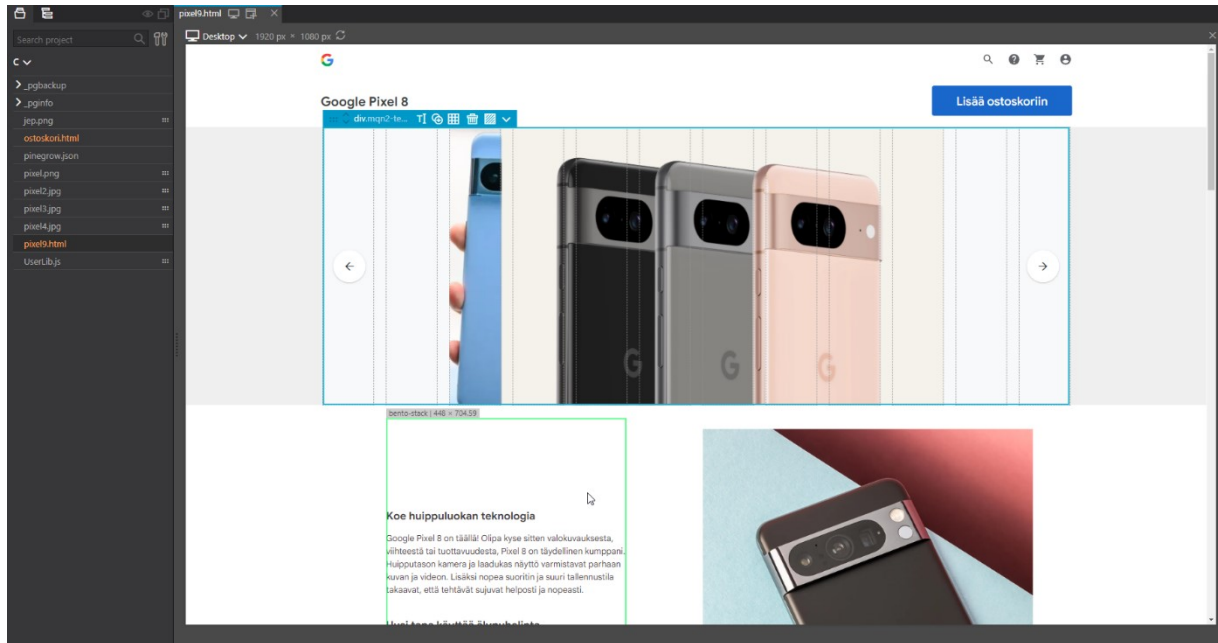 pixel9.html
Search project
Desktop 1920 px × 1080 px
C
_pgbackup
_pginfo
jep.png
ostoskori.html
pinegrow.json
pixel.png
pixel2.jpg
pixel3.jpg
pixel4.jpg
pixel9.html
UserLib.js
G
Google Pixel 8
Lisää ostoskoriin
div.mqn2-te...
G G G
bento-stack | 448 × 704.59
Koe huippuluokan teknologia
Google Pixel 8 on täällä! Olipa kyse sitten valokuvauksesta,
viihteestä tai tuottavuudesta, Pixel 8 on täydellinen kumppani.
Huipputason kamera ja laadukas näyttö varmistavat parhaan
kuvan ja videon. Lisäksi nopea suoritin ja suuri tallennustila
takaavat, että tehtävät sujuvat helposti ja nopeasti.